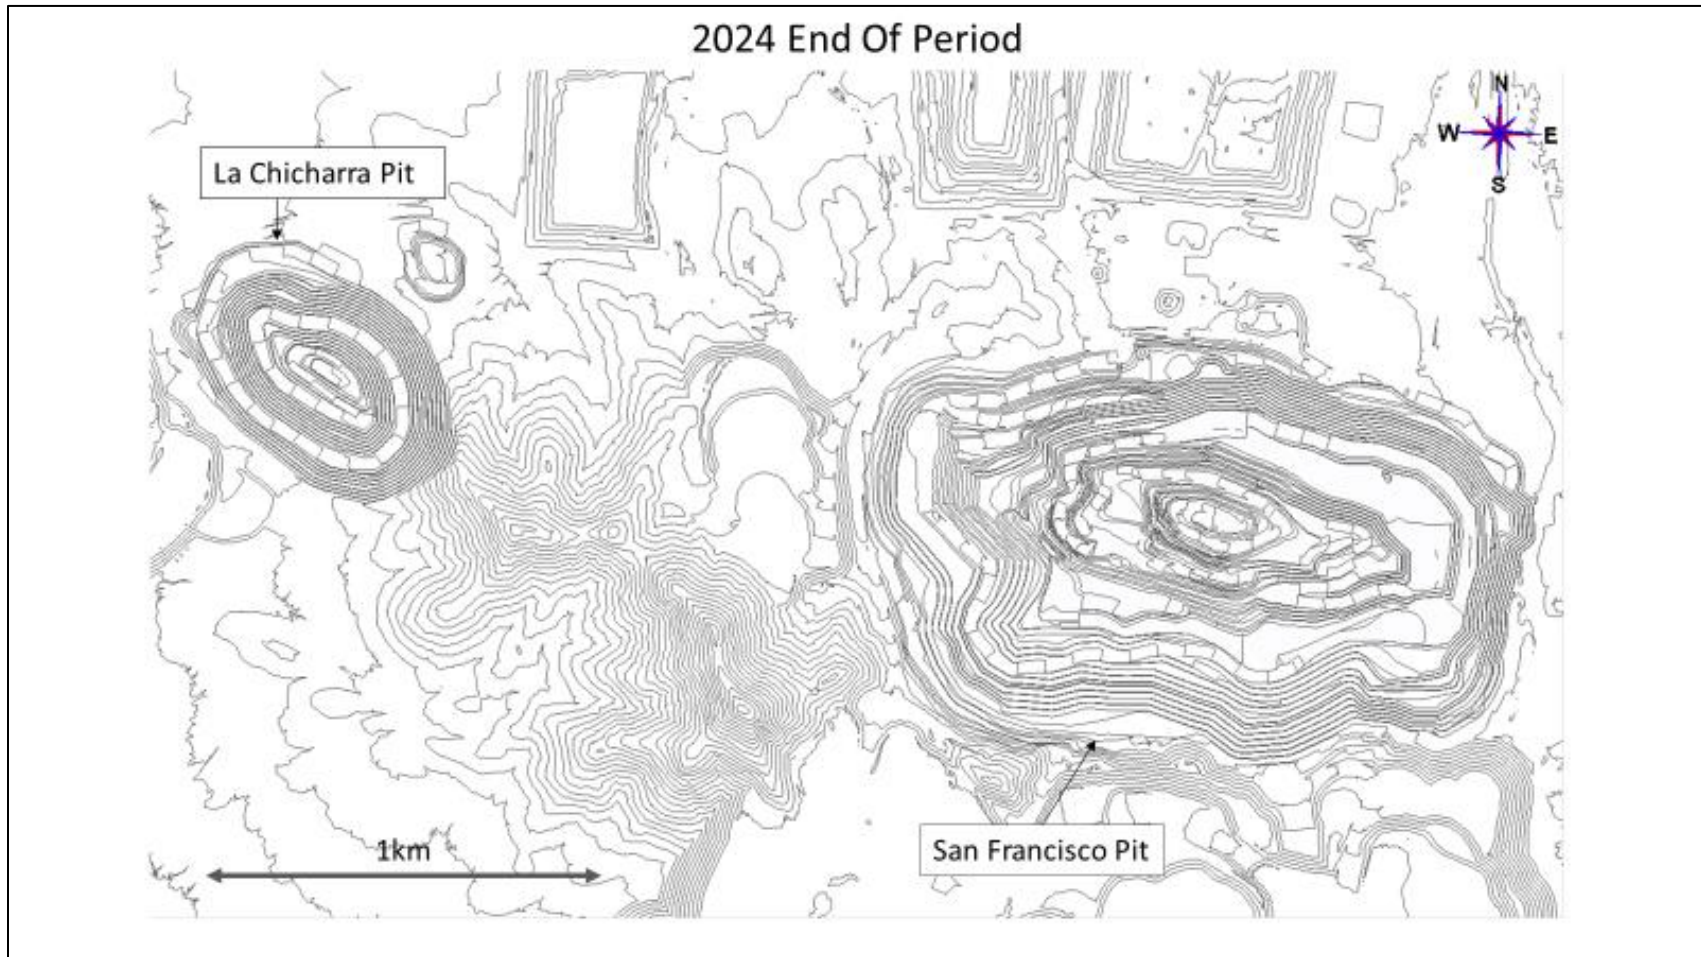 2024 End Of Period
N
W E
S
La Chicharra Pit
1km
San Francisco Pit